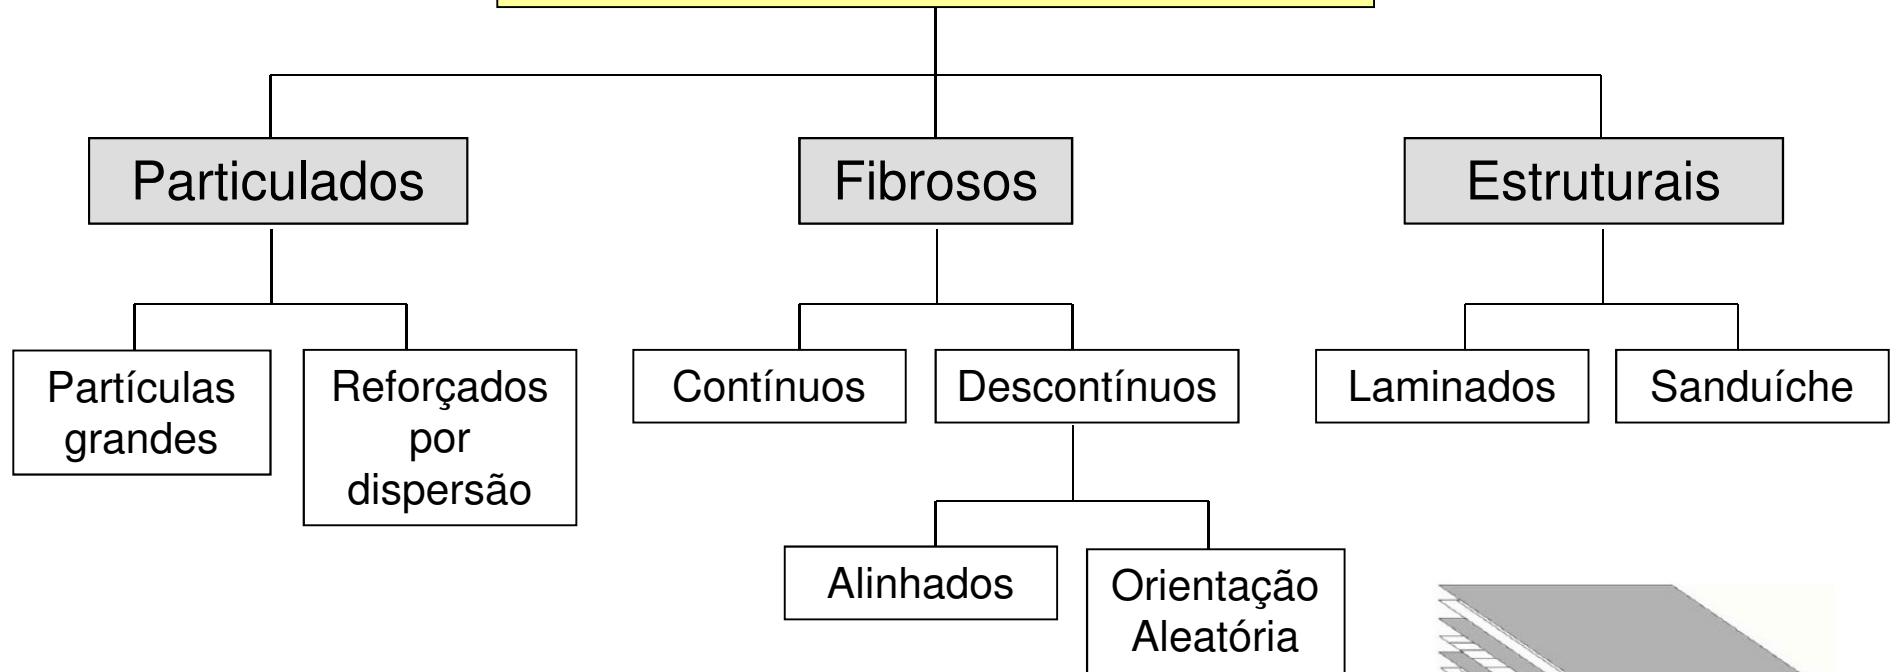 Particulados
Fibrosos
Estruturais
Partículas
grandes
Reforçados
por
dispersão
Contínuos
Descontínuos
Laminados
Sanduíche
Alinhados
Orientação
Aleatória